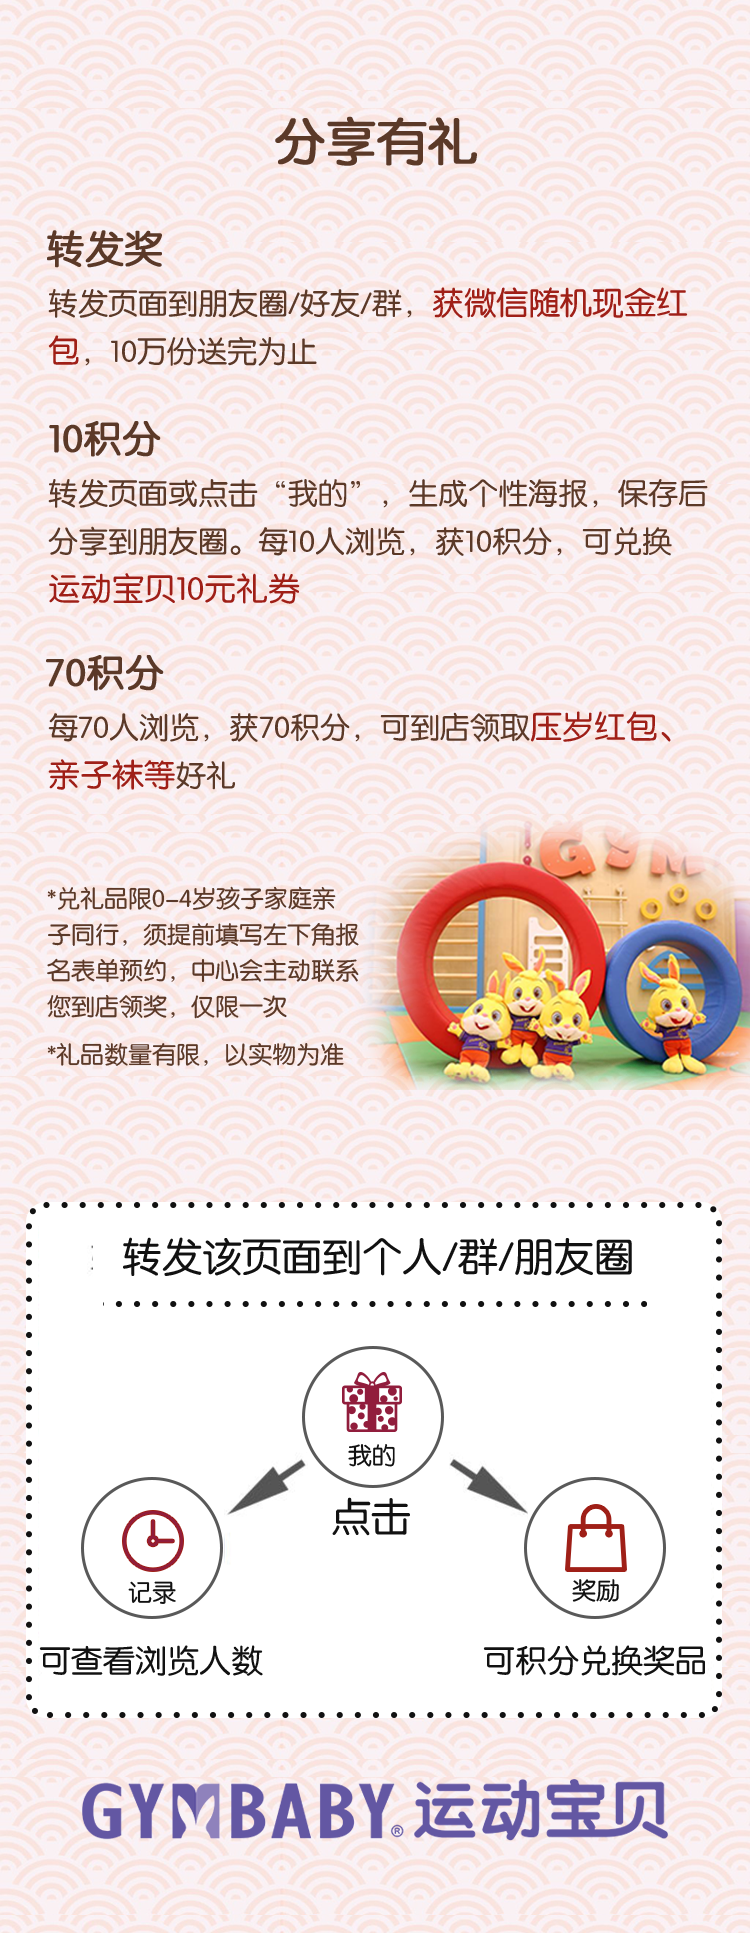 分享有礼
转发奖
转发页面到朋友圈/好友/群，获微信随机现金红
包，10万份送完为止
10积分
转发页面或点击“我的”，生成个性海报，保存后
分享到朋友圈。每10人浏览，获10积分，可兑换
运动宝贝10元礼券
70积分
每70人浏览，获70积分，可到店领取压岁红包、
亲子袜等好礼
GYM
*兑礼品限0-4岁孩子家庭亲
子同行，须提前填写左下角报
名表单预约，中心会主动联系
您到店领奖，仅限一次
*礼品数量有限，以实物为准
转发该页面到个人/群/朋友圈
我的
点击
记录
奖励
可查看浏览人数
可积分兑换奖品
GYMBABY® 运动宝贝